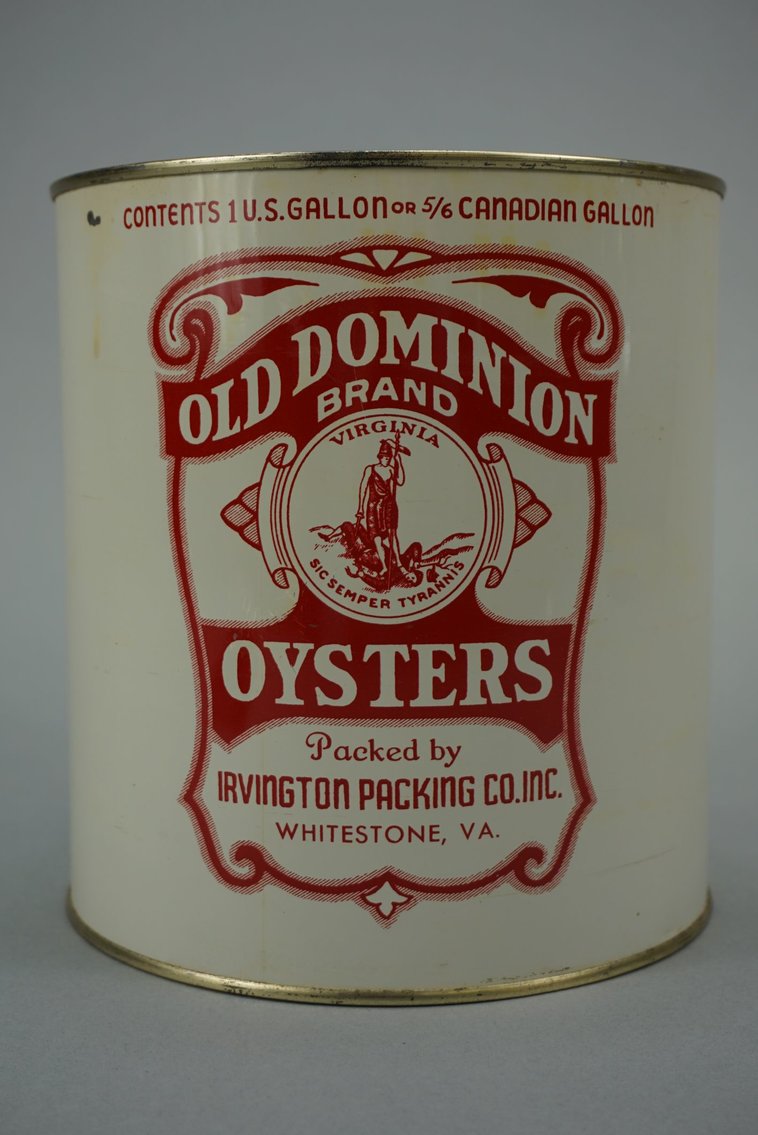 CONTENTS 1 U.S. GALLON OR 5/6 CANADIAN GALLON
OLD DOMINION
BRAND
VIRGINIA
SIC SEMPER TYRANNIS
OYSTERS
Packed by
IRVINGTON PACKING CO. INC.
WHITESTONE, VA.